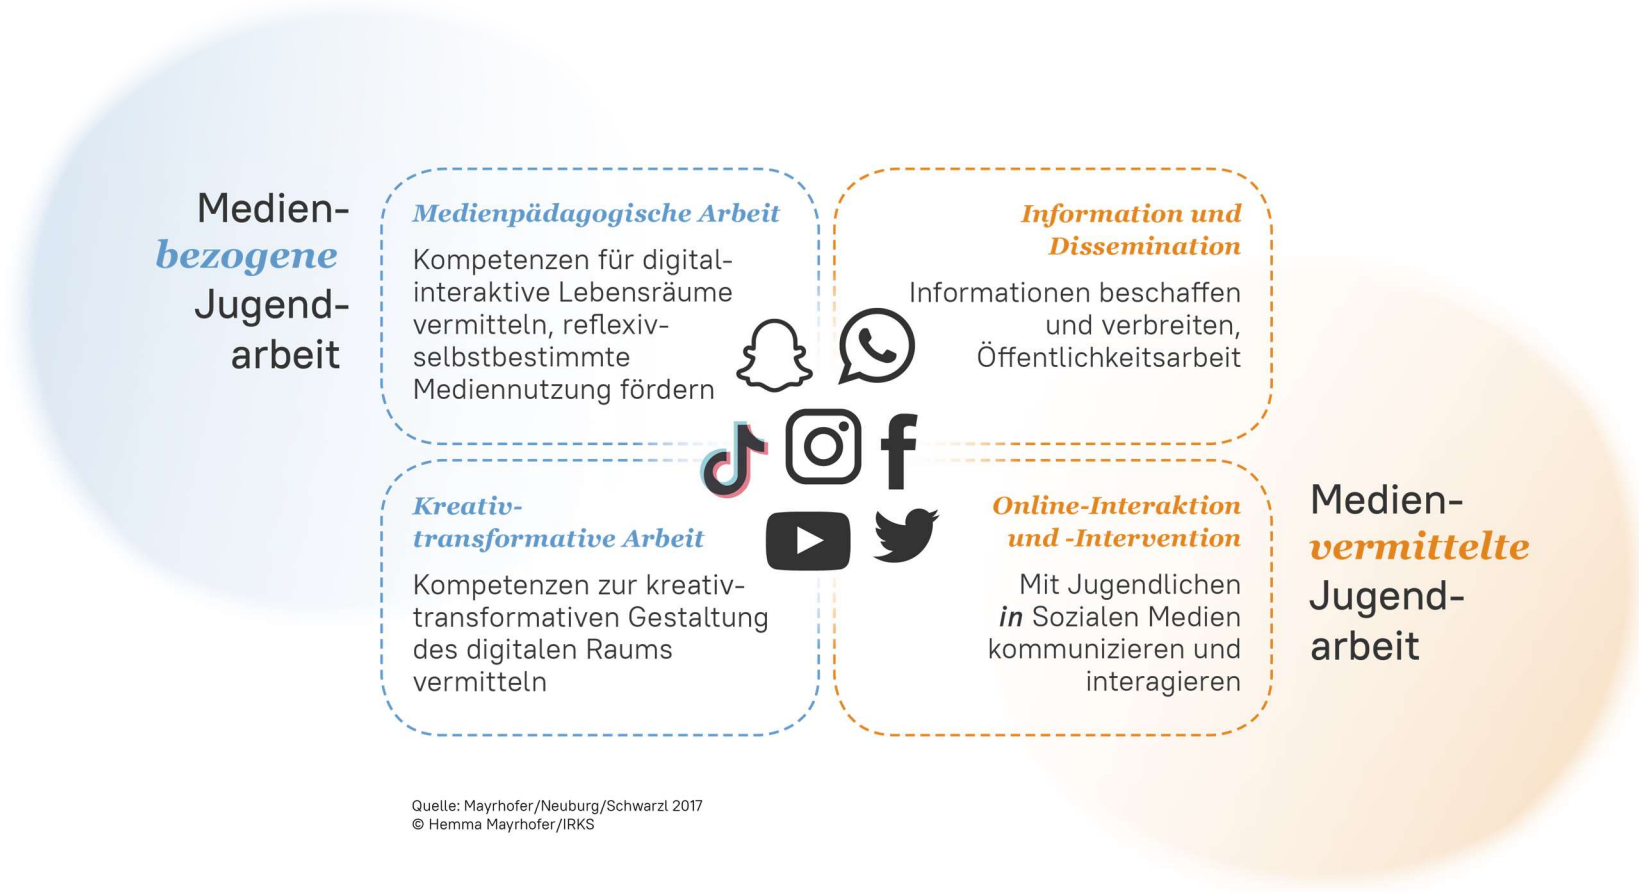 Medien-
bezogene
Jugend-
arbeit
Medienpädagogische Arbeit
Kompetenzen für digital-
interaktive Lebensräume
vermitteln, reflexiv-
selbstbestimmte
Mediennutzung fördern
Information und
Dissemination
Informationen beschaffen
und verbreiten,
Öffentlichkeitsarbeit
Kreativ-
transformative Arbeit
Kompetenzen zur kreativ-
transformativen Gestaltung
des digitalen Raums
vermitteln
Online-Interaktion
und -Intervention
Mit Jugendlichen
in Sozialen Medien
kommunizieren und
interagieren
Medien-
vermittelte
Jugend-
arbeit
Quelle: Mayrhofer/Neuburg/Schwarzl 2017
© Hemma Mayrhofer/IRKS